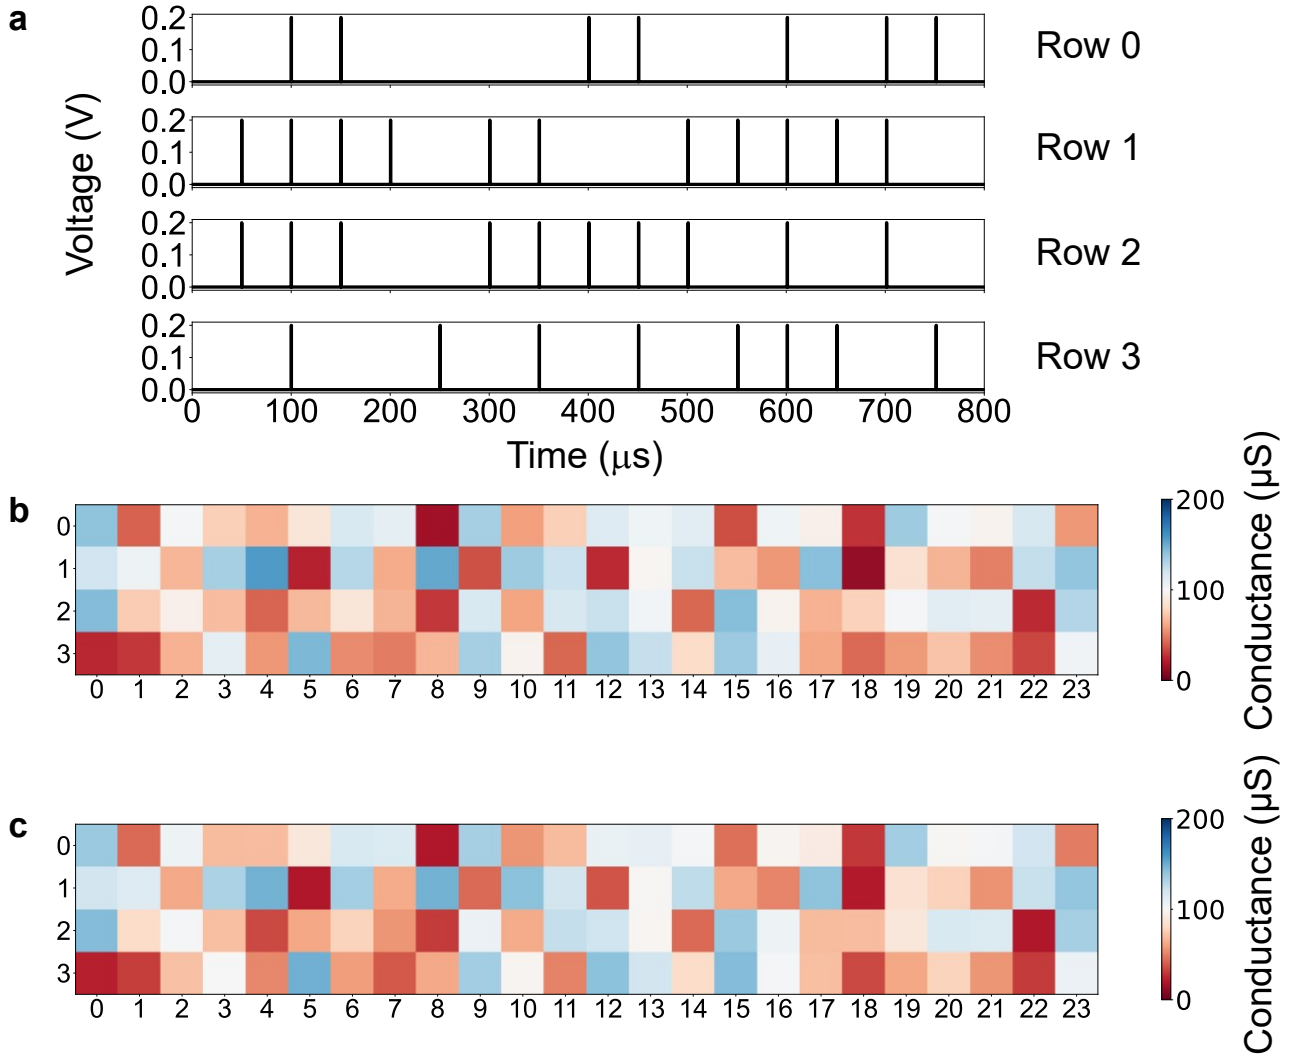 a
Voltage (V)
0.2
0.1
0.0
Row 0
0.2
0.1
0.0
Row 1
0.2
0.1
0.0
Row 2
0.2
0.1
0.0
Row 3
0 100 200 300 400 500 600 700 800
Time (μs)
b
0
1
2
3
0 1 2 3 4 5 6 7 8 9 10 11 12 13 14 15 16 17 18 19 20 21 22 23
200
100
0
Conductance (μS)
c
0
1
2
3
0 1 2 3 4 5 6 7 8 9 10 11 12 13 14 15 16 17 18 19 20 21 22 23
200
100
0
Conductance (μS)